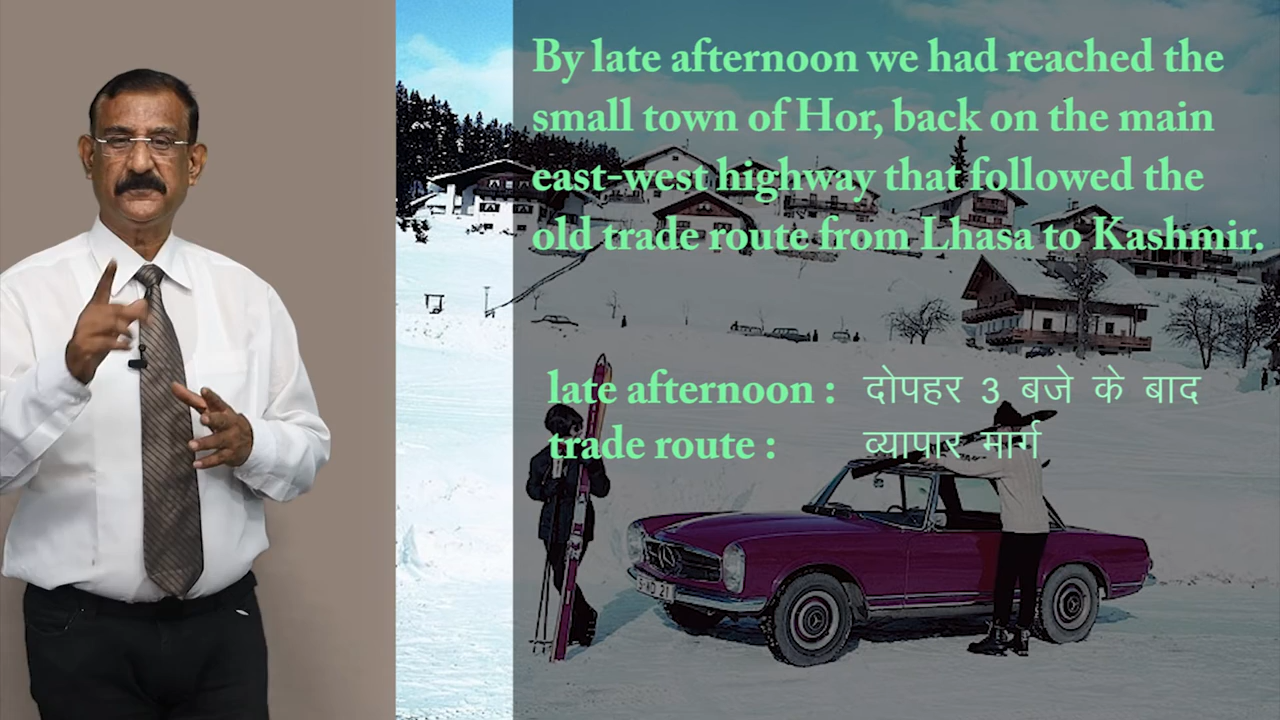 By late afternoon we had reached the
small town of Hor, back on the main
east-west highway that followed the
old trade route from Lhasa to Kashmir.
late afternoon : दोपहर 3 बजे के बाद
trade route : व्यापार मार्ग